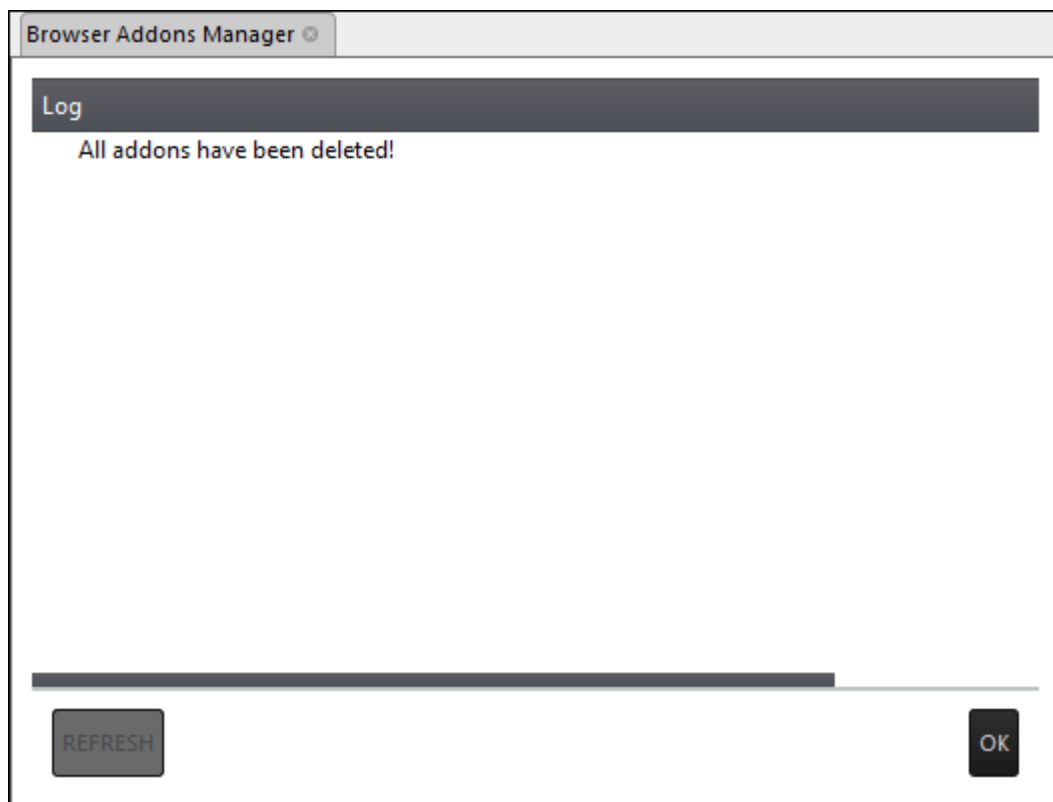 Browser Addons Manager
Log
All addons have been deleted!
REFRESH
OK